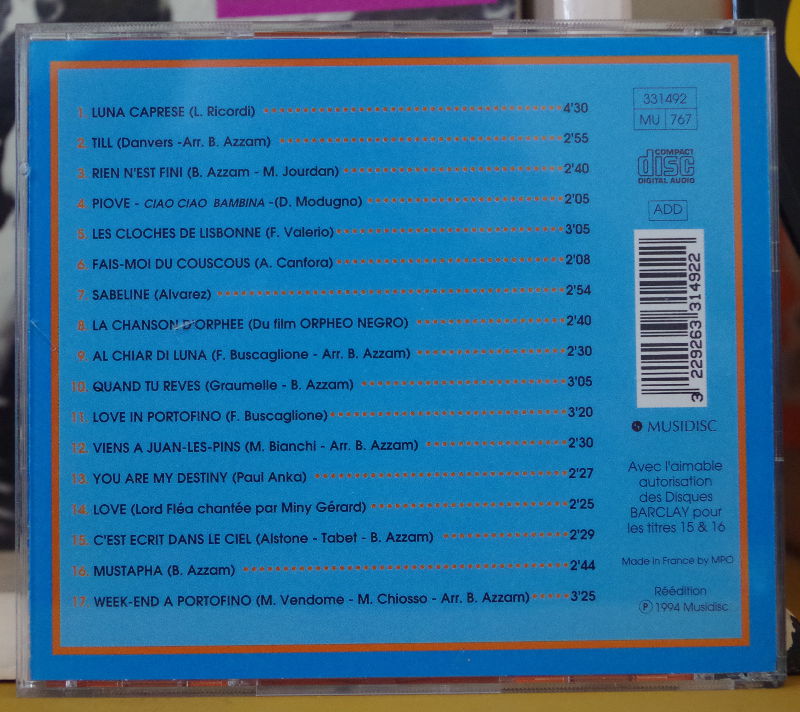 1. LUNA CAPRESE (L. Ricordi) 4'30
2. TILL (Danvers -Arr. B. Azzam) 2'55
3. RIEN N'EST FINI (B. Azzam - M. Jourdan) 2'40
4. PIOVE - CIAO CIAO BAMBINA -(D. Modugno) 2'05
5. LES CLOCHES DE LISBONNE (F. Valerio) 3'05
6. FAIS-MOI DU COUSCOUS (A. Canfora) 2'08
7. SABELINE (Alvarez) 2'54
8. LA CHANSON D'ORPHEE (Du film ORPHEO NEGRO) 2'40
9. AL CHIAR DI LUNA (F. Buscaglione - Arr. B. Azzam) 2'30
10. QUAND TU REVES (Graumelle - B. Azzam) 3'05
11. LOVE IN PORTOFINO (F. Buscaglione) 3'20
12. VIENS A JUAN-LES-PINS (M. Bianchi - Arr. B. Azzam) 2'30
13. YOU ARE MY DESTINY (Paul Anka) 2'27
14. LOVE (Lord Fléa chantée par Miny Gérard) 2'25
15. C'EST ECRIT DANS LE CIEL (Alstone - Tabet - B. Azzam) 2'29
16. MUSTAPHA (B. Azzam) 2'44
17. WEEK-END A PORTOFINO (M. Vendome - M. Chiosso - Arr. B. Azzam) 3'25
331492
MU 767
COMPACT
disc
DIGITAL AUDIO
ADD
3 229263 314922
MUSIDISC
Avec l'aimable
autorisation
des Disques
BARCLAY pour
les titres 15 & 16
Made in France by MPO
Réédition
Ⓟ 1994 Musidisc